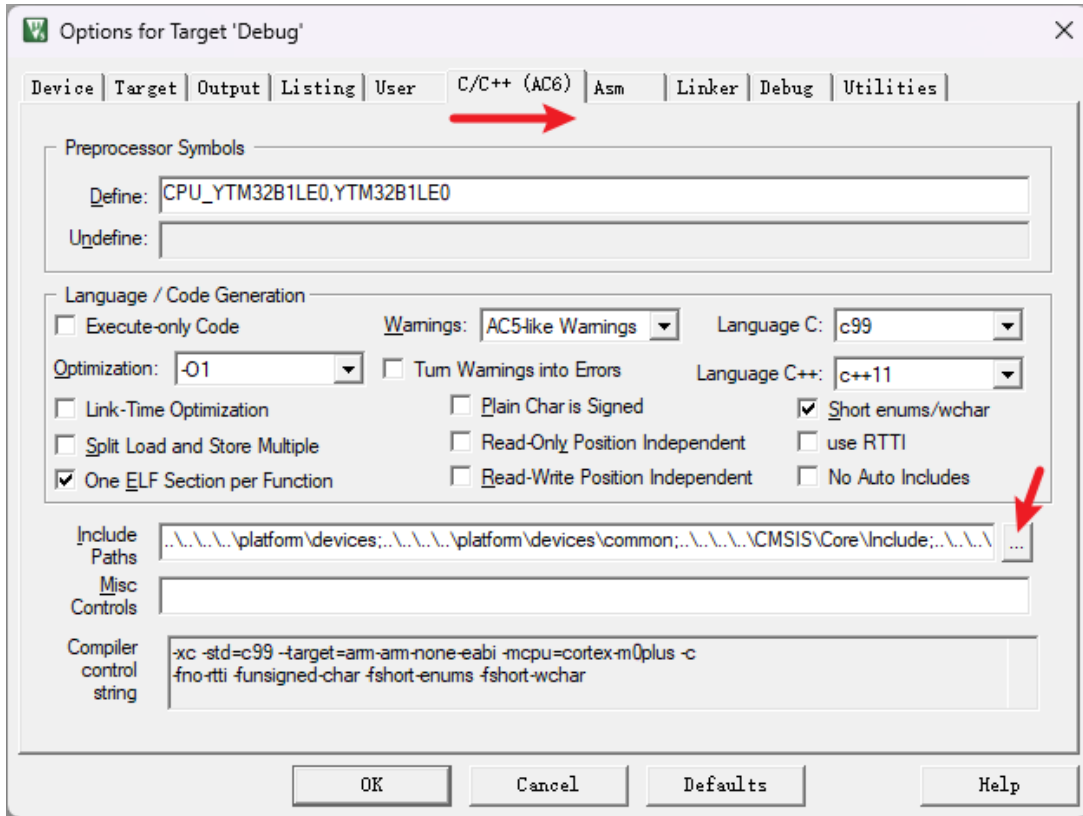 Options for Target 'Debug'
Device Target Output Listing User C/C++ (AC6) Asm Linker Debug Utilities
Preprocessor Symbols
Define: CPU_YTM32B1LE0,YTM32B1LE0
Undefine:
Language / Code Generation
Execute-only Code Warnings: AC5-like Warnings Language C: c99
Optimization: -O1 Turn Warnings into Errors Language C++: c++11
Link-Time Optimization Plain Char is Signed Short enums/wchar
Split Load and Store Multiple Read-Only Position Independent use RTTI
One ELF Section per Function Read-Write Position Independent No Auto Includes
Include Paths ..\..\..\..\platform\devices;..\..\..\..\platform\devices\common;..\..\..\..\CMSIS\Core\Include;..\..\..\ ...
Misc Controls
Compiler control string -xc -std=c99 --target=arm-arm-none-eabi -mcpu=cortex-m0plus -c
-fno-rtti -funsigned-char -fshort-enums -fshort-wchar
OK Cancel Defaults Help